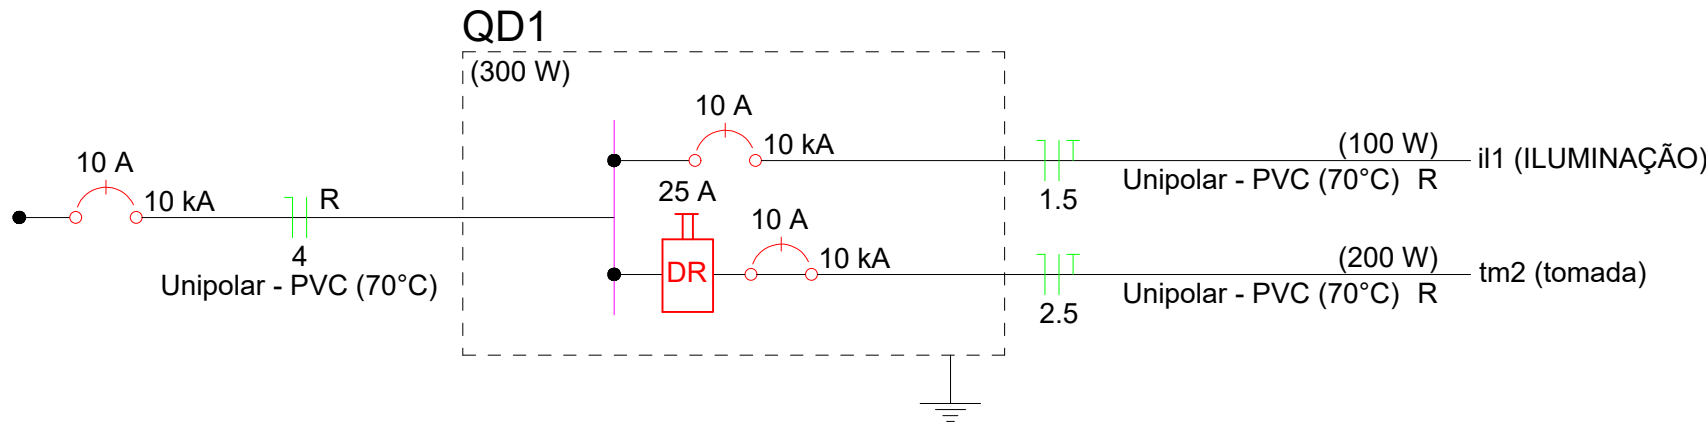 QD1
(300 W)
10 A
10 kA
R
4
Unipolar - PVC (70°C)
10 A
10 kA
1.5
(100 W)
Unipolar - PVC (70°C) R
il1 (ILUMINAÇÃO)
25 A
DR
10 A
10 kA
2.5
(200 W)
Unipolar - PVC (70°C) R
tm2 (tomada)